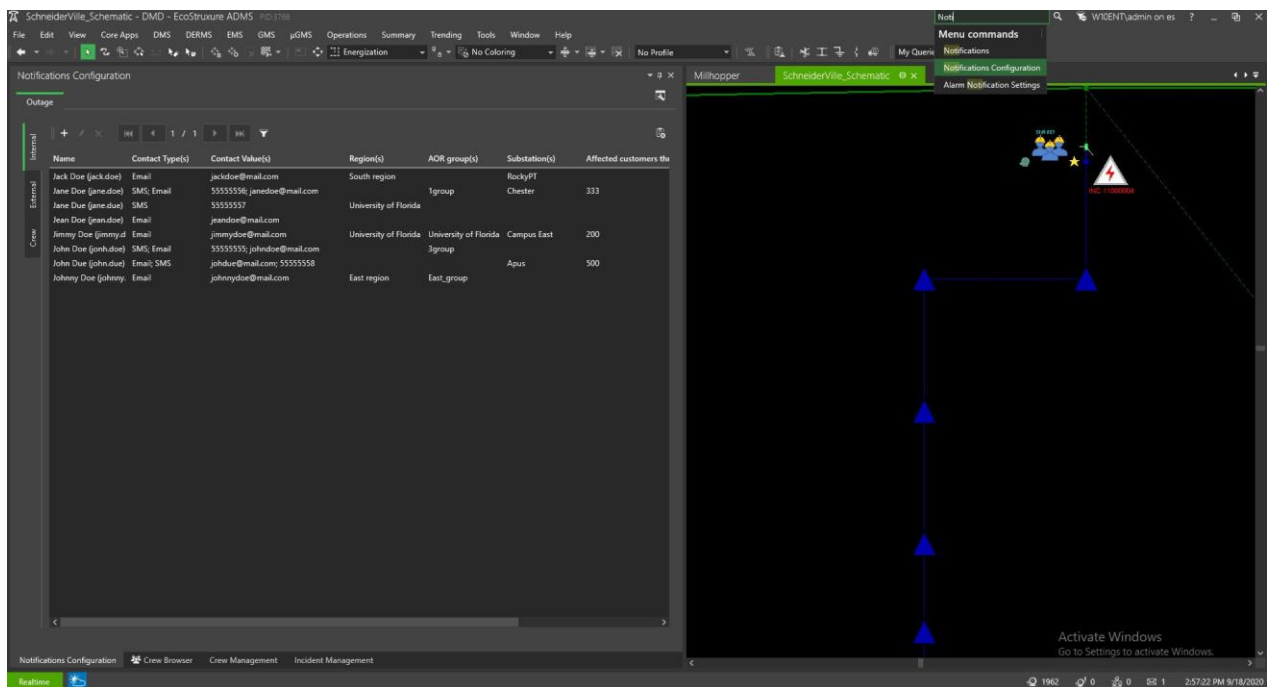 SchneiderVille_Schematic - DMD - EcoStruxure ADMS PID:3768
Noti
W10ENT\admin on es ?
File Edit View Core Apps DMS DERMS EMS GMS µGMS Operations Summary Trending Tools Window Help
Menu commands
Notifications
Notifications Configuration
Alarm Notification Settings
Energization No Coloring No Profile My Querie
Notifications Configuration
Millhopper SchneiderVille_Schematic
Outage
Internal
External
Crew
1 / 1
Name Contact Type(s) Contact Value(s) Region(s) AOR group(s) Substation(s) Affected customers thr
Jack Doe (jack.doe) Email jackdoe@mail.com South region RockyPT
Jane Doe (jane.doe) SMS; Email 55555556; janedoe@mail.com 1group Chester 333
Jane Due (jane.due) SMS 55555557 University of Florida
Jean Doe (jean.doe) Email jeandoe@mail.com
Jimmy Doe (jimmy.d Email jimmydoe@mail.com University of Florida University of Florida Campus East 200
John Doe (jonh.doe) SMS; Email 55555555; johndoe@mail.com 3group
John Due (john.due) Email; SMS johdue@mail.com; 55555558 Apus 500
Johnny Doe (johnny. Email johnnydoe@mail.com East region East_group
INC 11000004
Activate Windows
Go to Settings to activate Windows.
Notifications Configuration Crew Browser Crew Management Incident Management
Realtime
1962 0 0 1 2:57:22 PM 9/18/2020